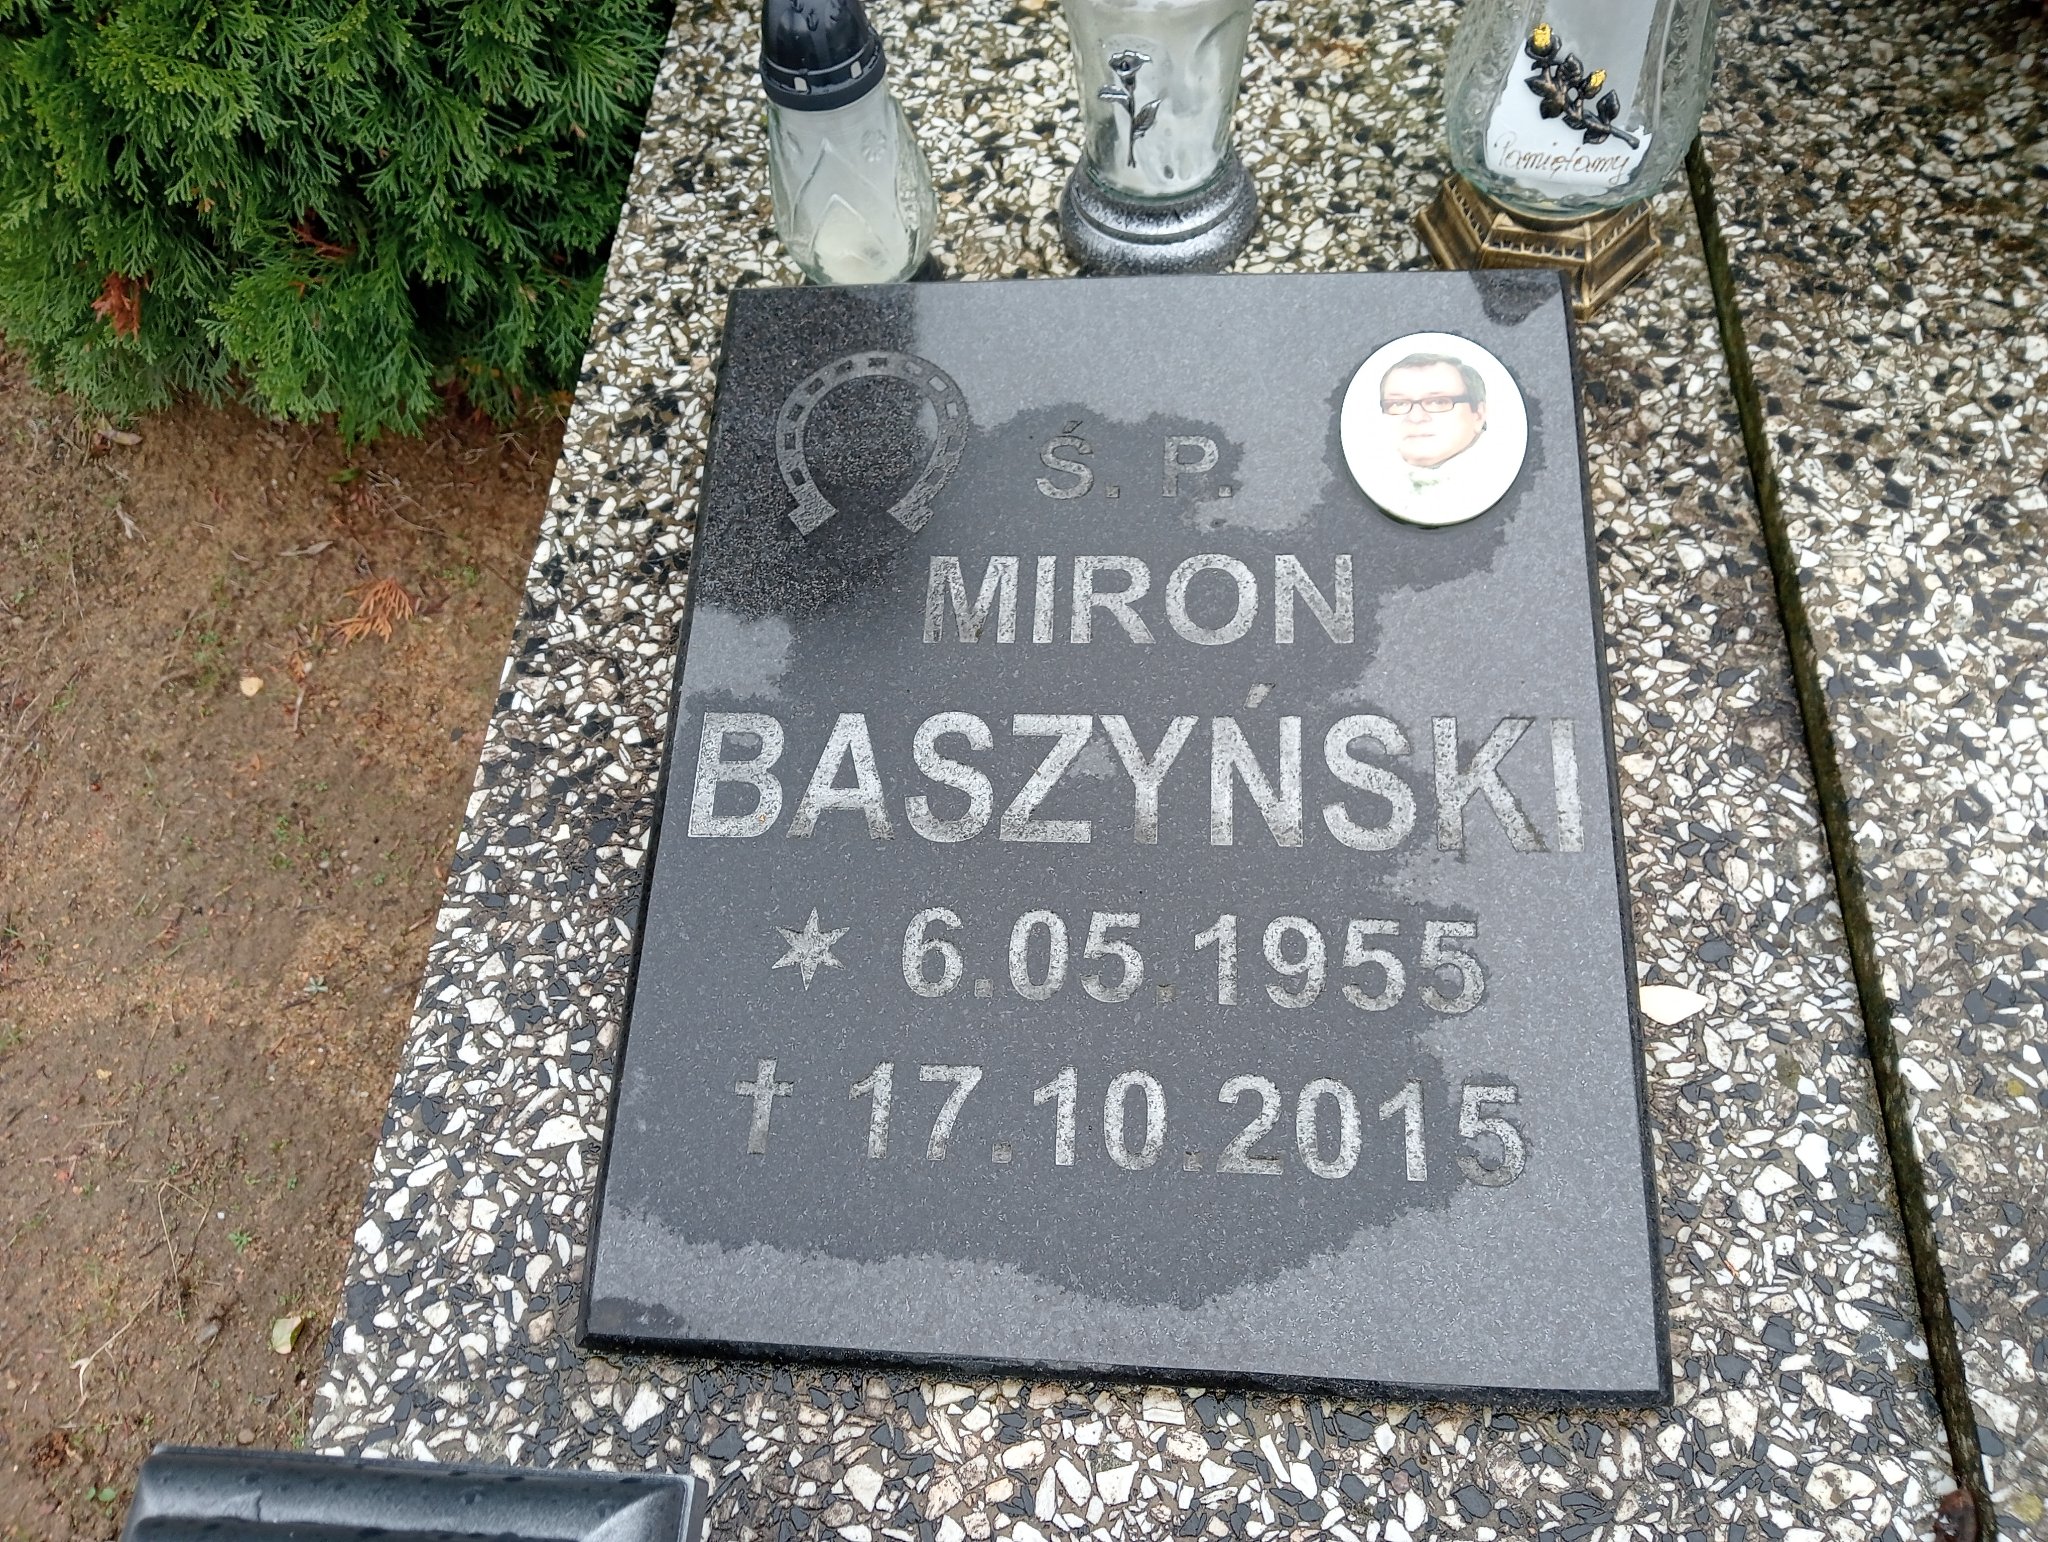 Pamiętamy
Ś. P.
MIRON
BASZYŃSKI
★ 6.05.1955
✝ 17.10.2015